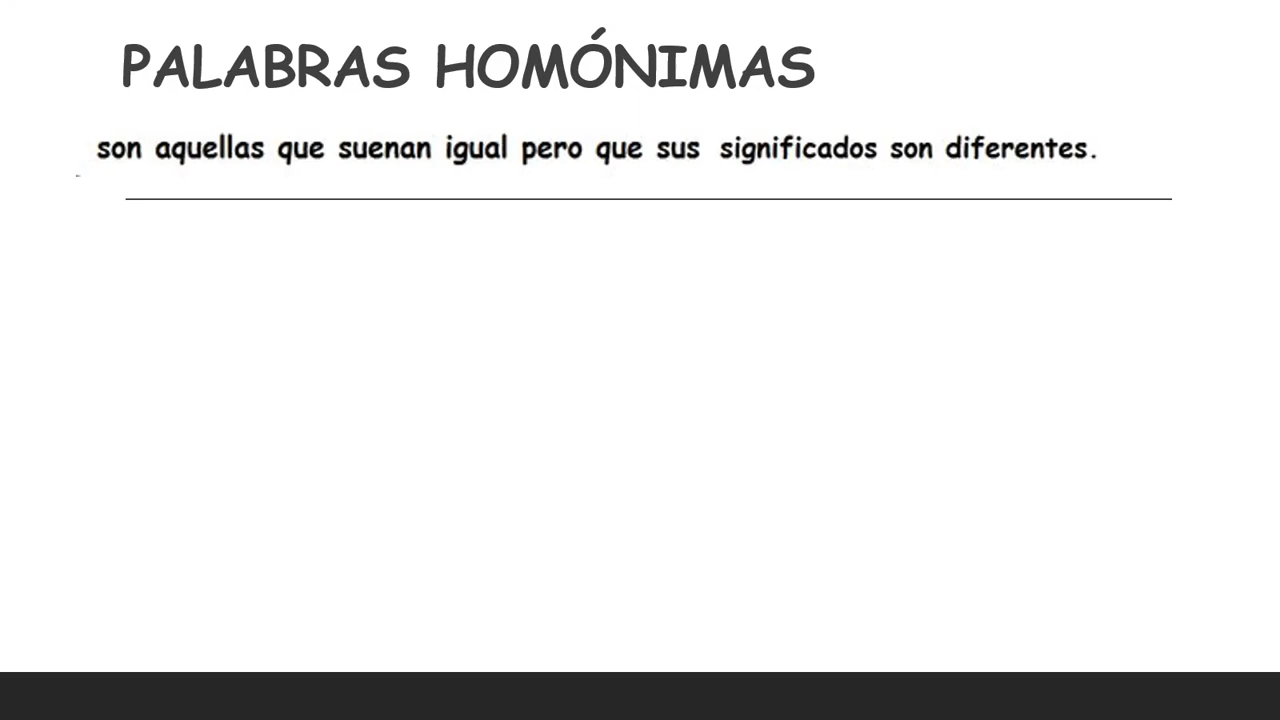 PALABRAS HOMÓNIMAS
son aquellas que suenan igual pero que sus significados son diferentes.